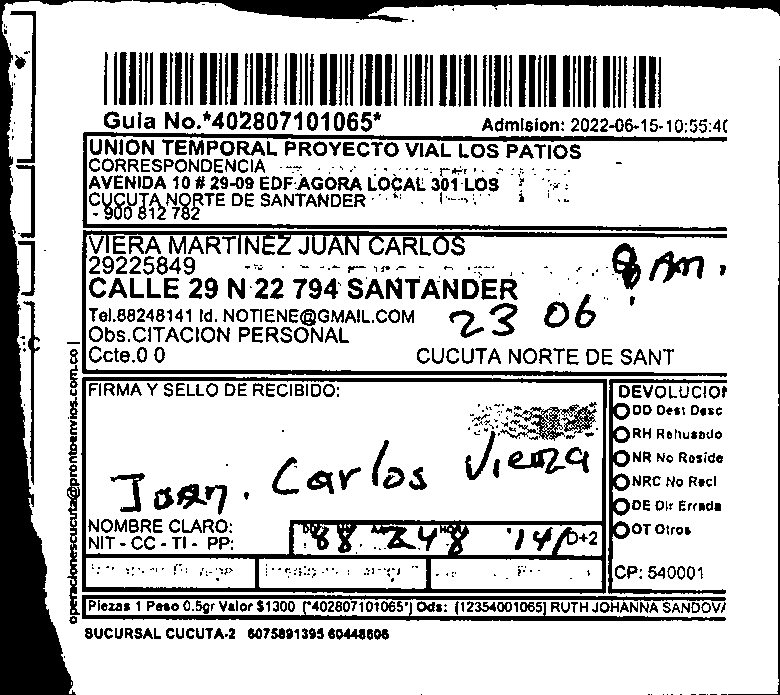 Guia No.*402807101065*
Admision: 2022-06-15-10:55:40
UNION TEMPORAL PROYECTO VIAL LOS PATIOS
CORRESPONDENCIA
AVENIDA 10 # 29-09 EDF AGORA LOCAL 301 LOS
CUCUTA NORTE DE SANTANDER
- 900 812 782
VIERA MARTINEZ JUAN CARLOS
29225849
8 AM.
CALLE 29 N 22 794 SANTANDER
Tel.88248141 Id. NOTIENE@GMAIL.COM
23 06
Obs.CITACION PERSONAL
Ccte.0 0
CUCUTA NORTE DE SANT
operacionescucuta@prontoenvios.com.co
FIRMA Y SELLO DE RECIBIDO:
Juan. Carlos Viera
NOMBRE CLARO:
NIT - CC - TI - PP:
88 248 141
D+2
DEVOLUCION
DD Dest Desc
RH Rehusado
NR No Reside
NRC No Recl
DE Dir Errada
OT Otros
CP: 540001
Piezas 1 Peso 0.5gr Valor $1300 [*402807101065*] Ods: [12354001065] RUTH JOHANNA SANDOVA
SUCURSAL CUCUTA-2 6075891395 60448606